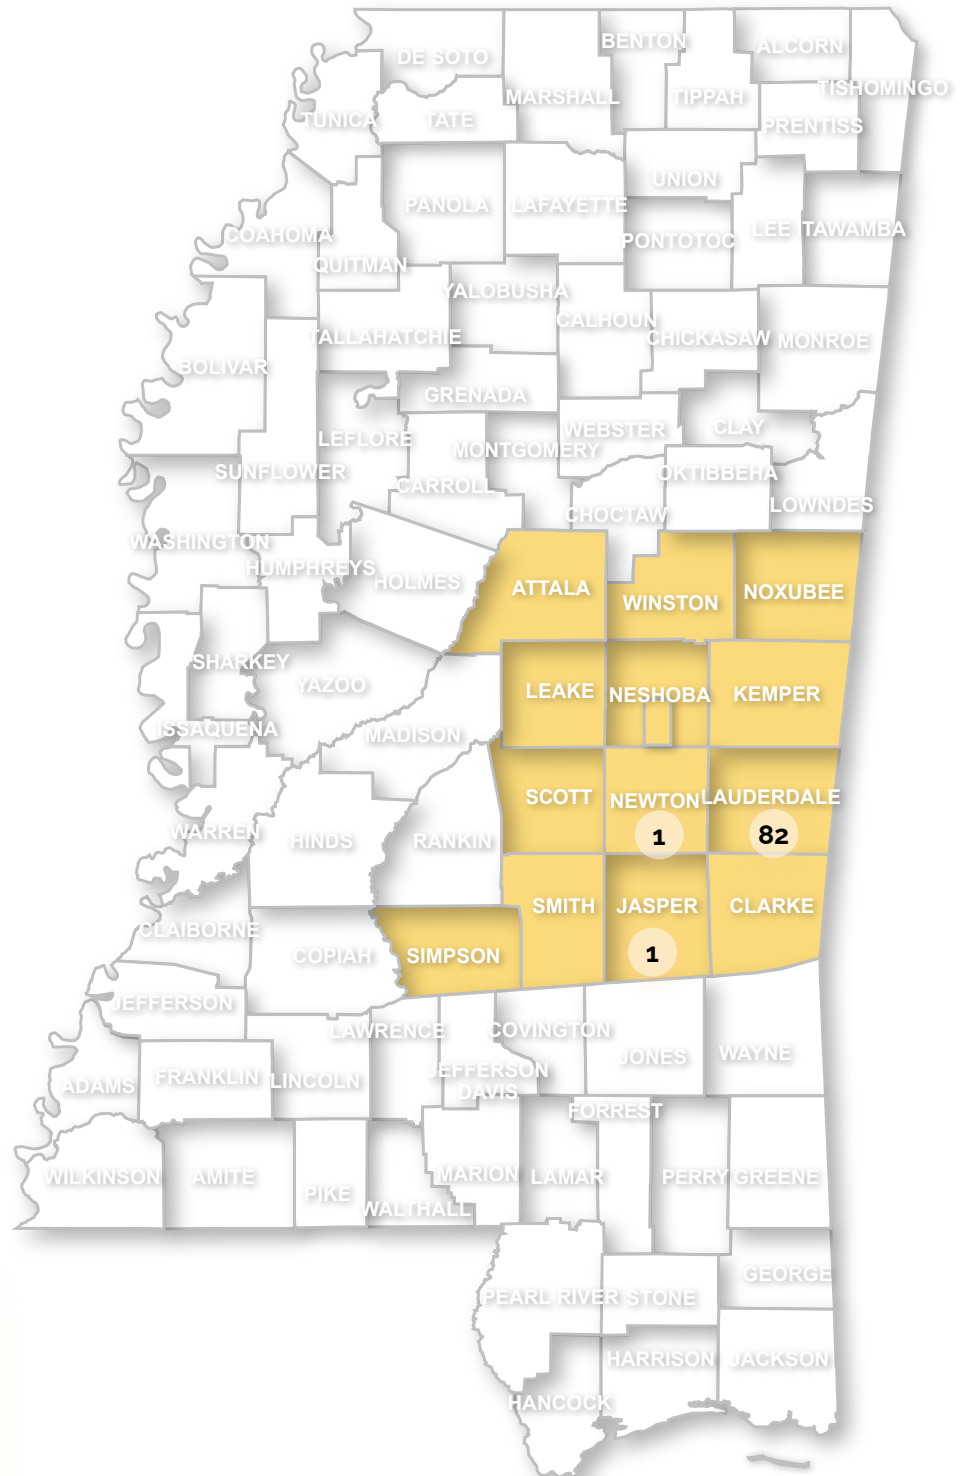 DE SOTO
BENTON
ALCORN
MARSHALL
TIPPAH
TISHOMINGO
TUNICA
TATE
PRENTISS
UNION
PANOLA
LAFAYETTE
COAHOMA
PONTOTOC
LEE
TAWAMBA
QUITMAN
YALOBUSHA
CALHOUN
TALLAHATCHIE
CHICKASAW
MONROE
BOLIVAR
GRENADA
LEFLORE
WEBSTER
CLAY
MONTGOMERY
SUNFLOWER
OKTIBBEHA
CARROLL
CHOCTAW
LOWNDES
WASHINGTON
HUMPHREYS
HOLMES
ATTALA
WINSTON
NOXUBEE
SHARKEY
YAZOO
LEAKE
NESHOBA
KEMPER
ISSAQUENA
MADISON
SCOTT
NEWTON
LAUDERDALE
1
82
WARREN
HINDS
RANKIN
SMITH
JASPER
CLARKE
CLAIBORNE
COPIAH
SIMPSON
1
JEFFERSON
LAWRENCE
COVINGTON
JONES
WAYNE
ADAMS
FRANKLIN
LINCOLN
JEFFERSON
DAVIS
FORREST
WILKINSON
AMITE
PIKE
WALTHALL
MARION
LAMAR
PERRY
GREENE
GEORGE
PEARL RIVER
STONE
HARRISON
JACKSON
HANCOCK